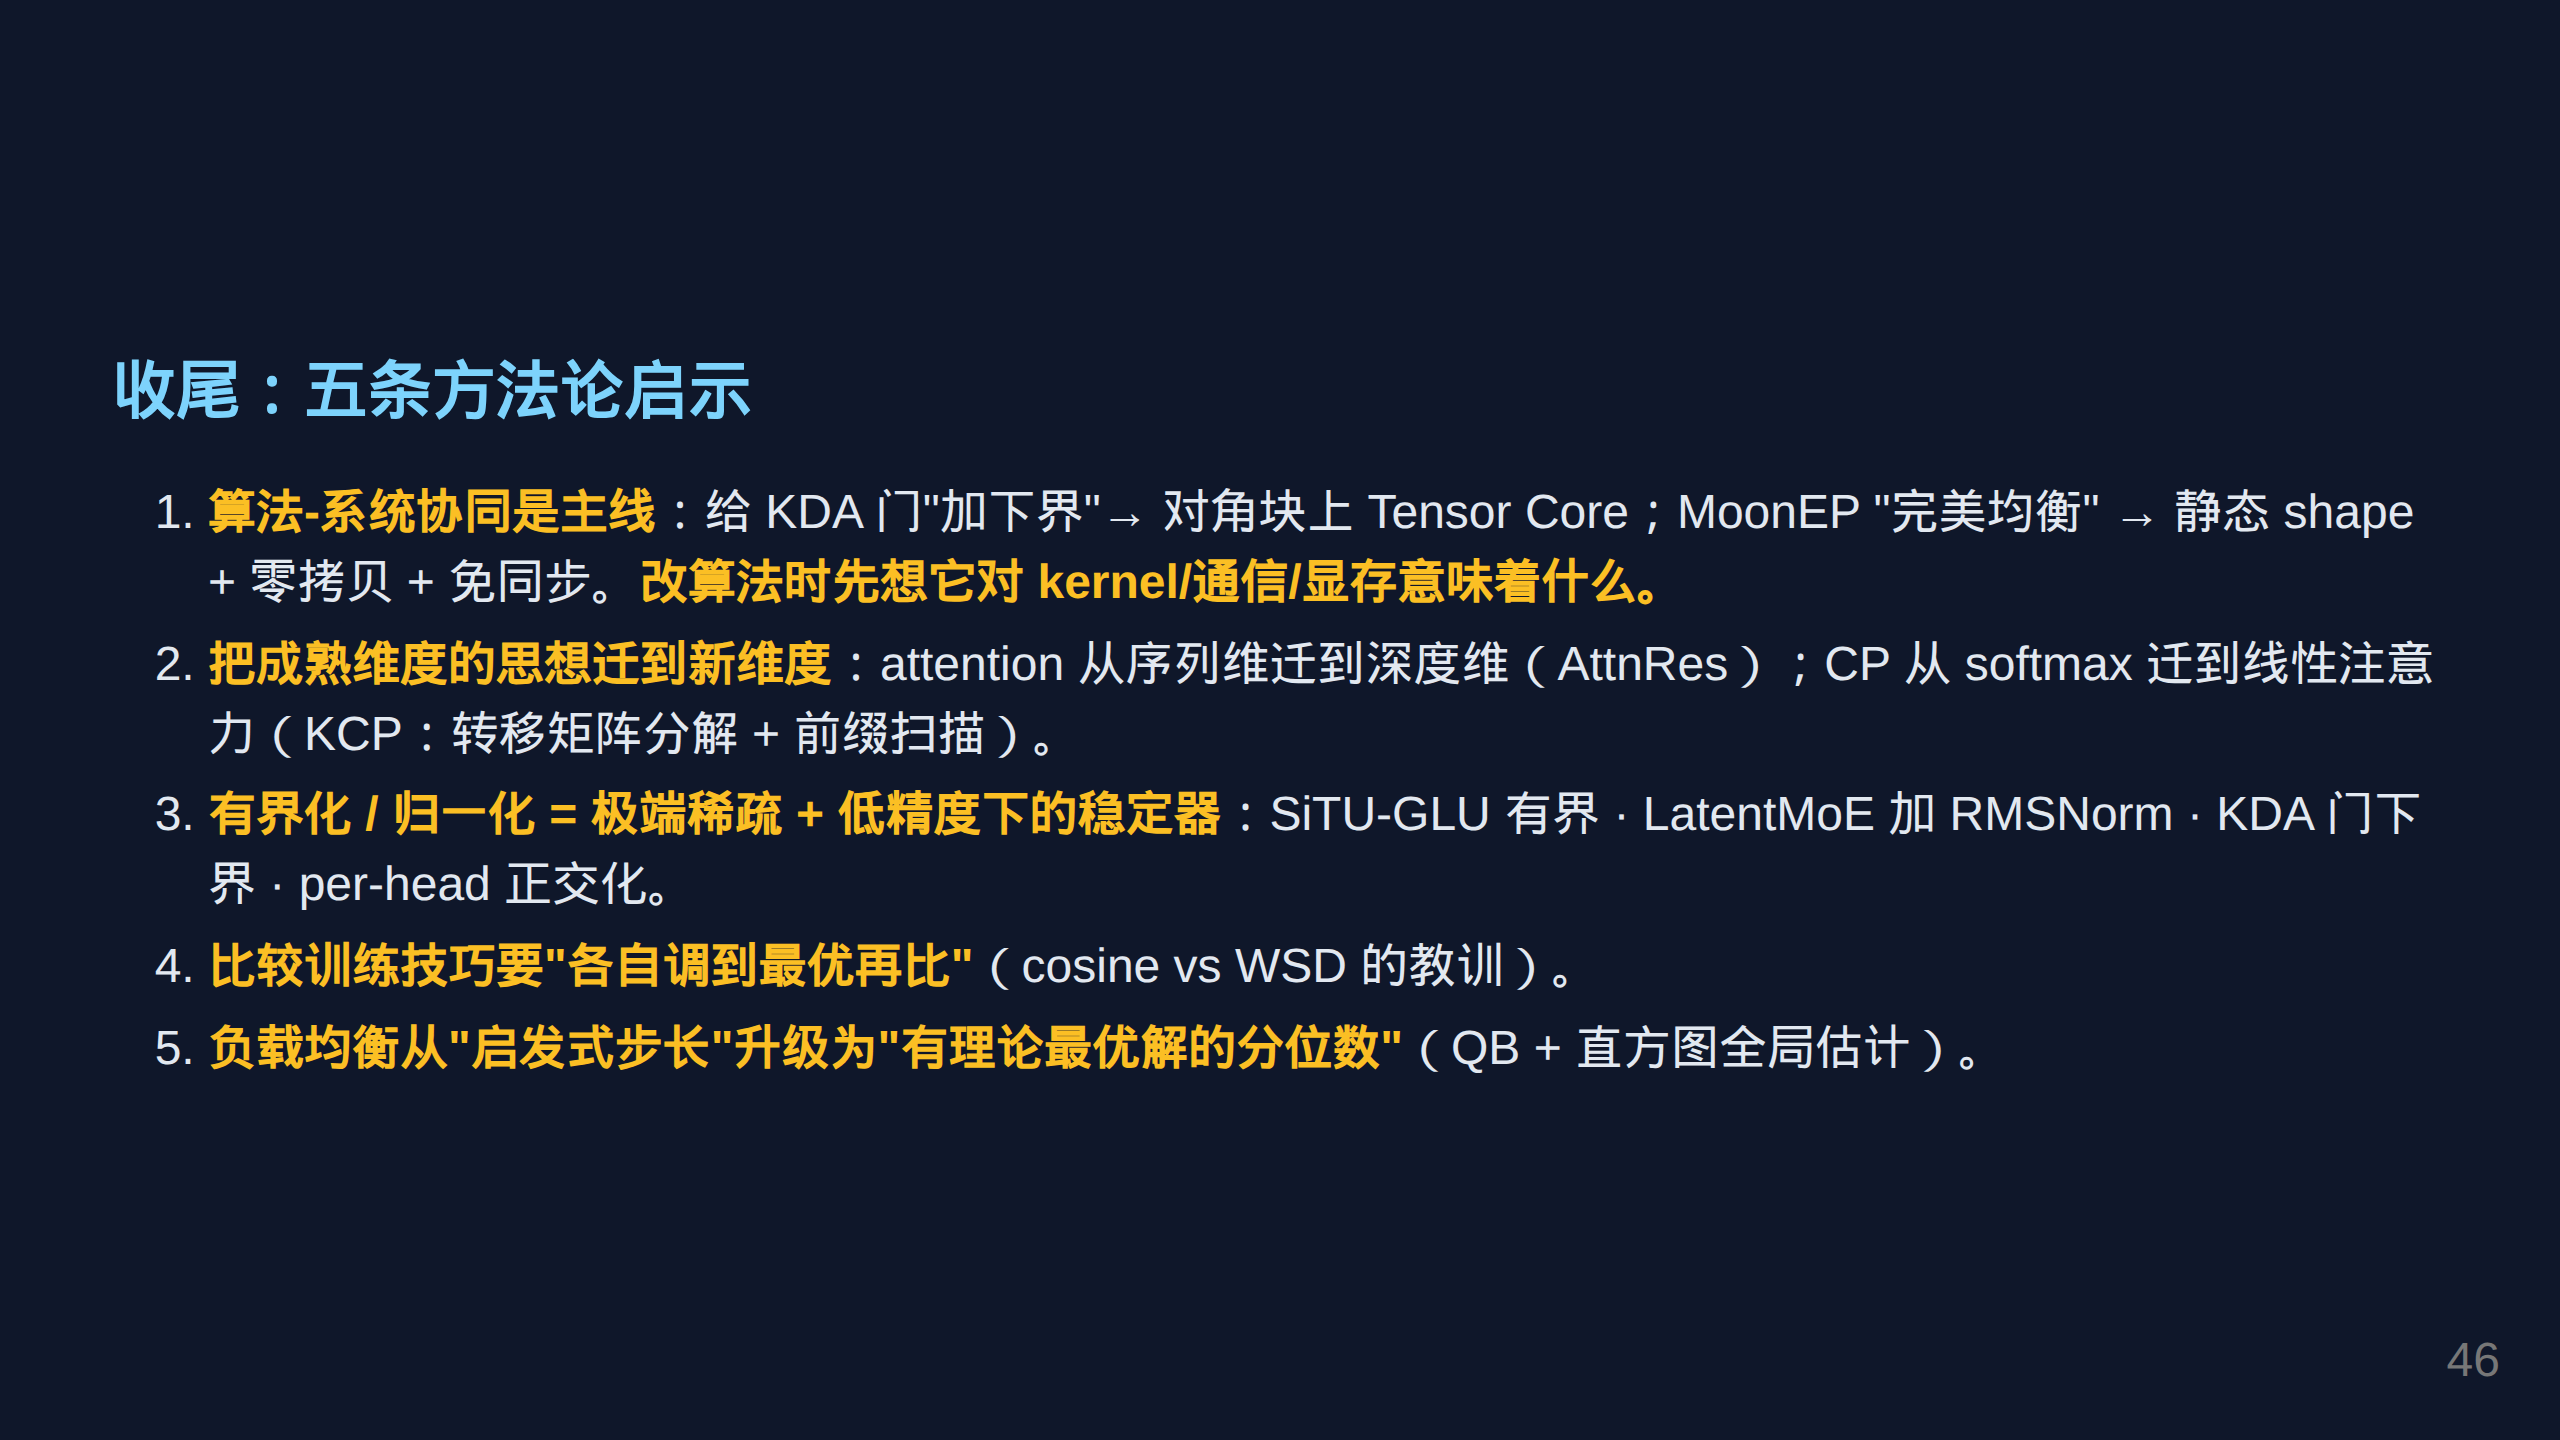 收尾：五条方法论启示
1. 算法-系统协同是主线：给 KDA 门"加下界"→ 对角块上 Tensor Core；MoonEP "完美均衡" → 静态 shape
+ 零拷贝 + 免同步。改算法时先想它对 kernel/通信/显存意味着什么。
2. 把成熟维度的思想迁到新维度：attention 从序列维迁到深度维（AttnRes）；CP 从 softmax 迁到线性注意
力（KCP：转移矩阵分解 + 前缀扫描）。
3. 有界化 / 归一化 = 极端稀疏 + 低精度下的稳定器：SiTU-GLU 有界 · LatentMoE 加 RMSNorm · KDA 门下
界 · per-head 正交化。
4. 比较训练技巧要"各自调到最优再比"（cosine vs WSD 的教训）。
5. 负载均衡从"启发式步长"升级为"有理论最优解的分位数"（QB + 直方图全局估计）。
46